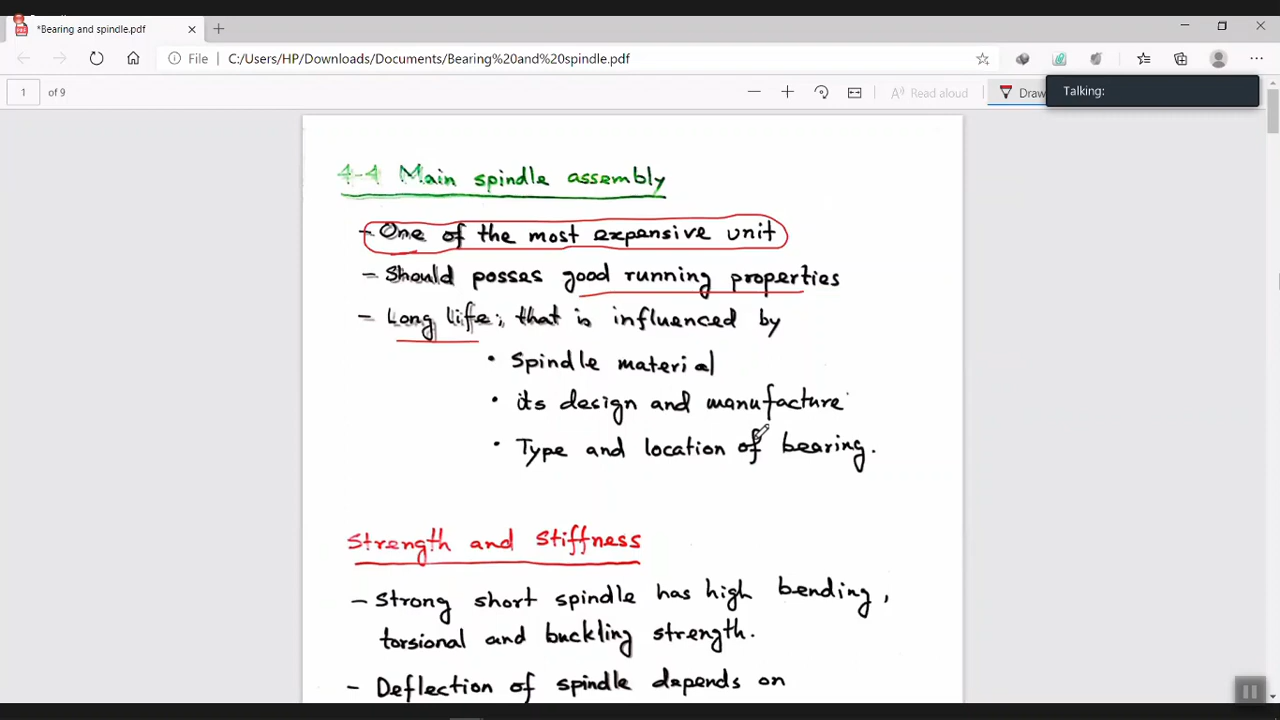 *Bearing and spindle.pdf
File C:/Users/HP/Downloads/Documents/Bearing%20and%20spindle.pdf
1 of 9 Read aloud Draw
Talking:
4-4 Main spindle assembly
- One of the most expensive unit
- Should posses good running properties
- Long life; that is influenced by
• Spindle material
• its design and manufacture
• Type and location of bearing.
Strength and Stiffness
- Strong short spindle has high bending,
torsional and buckling strength.
- Deflection of spindle depends on